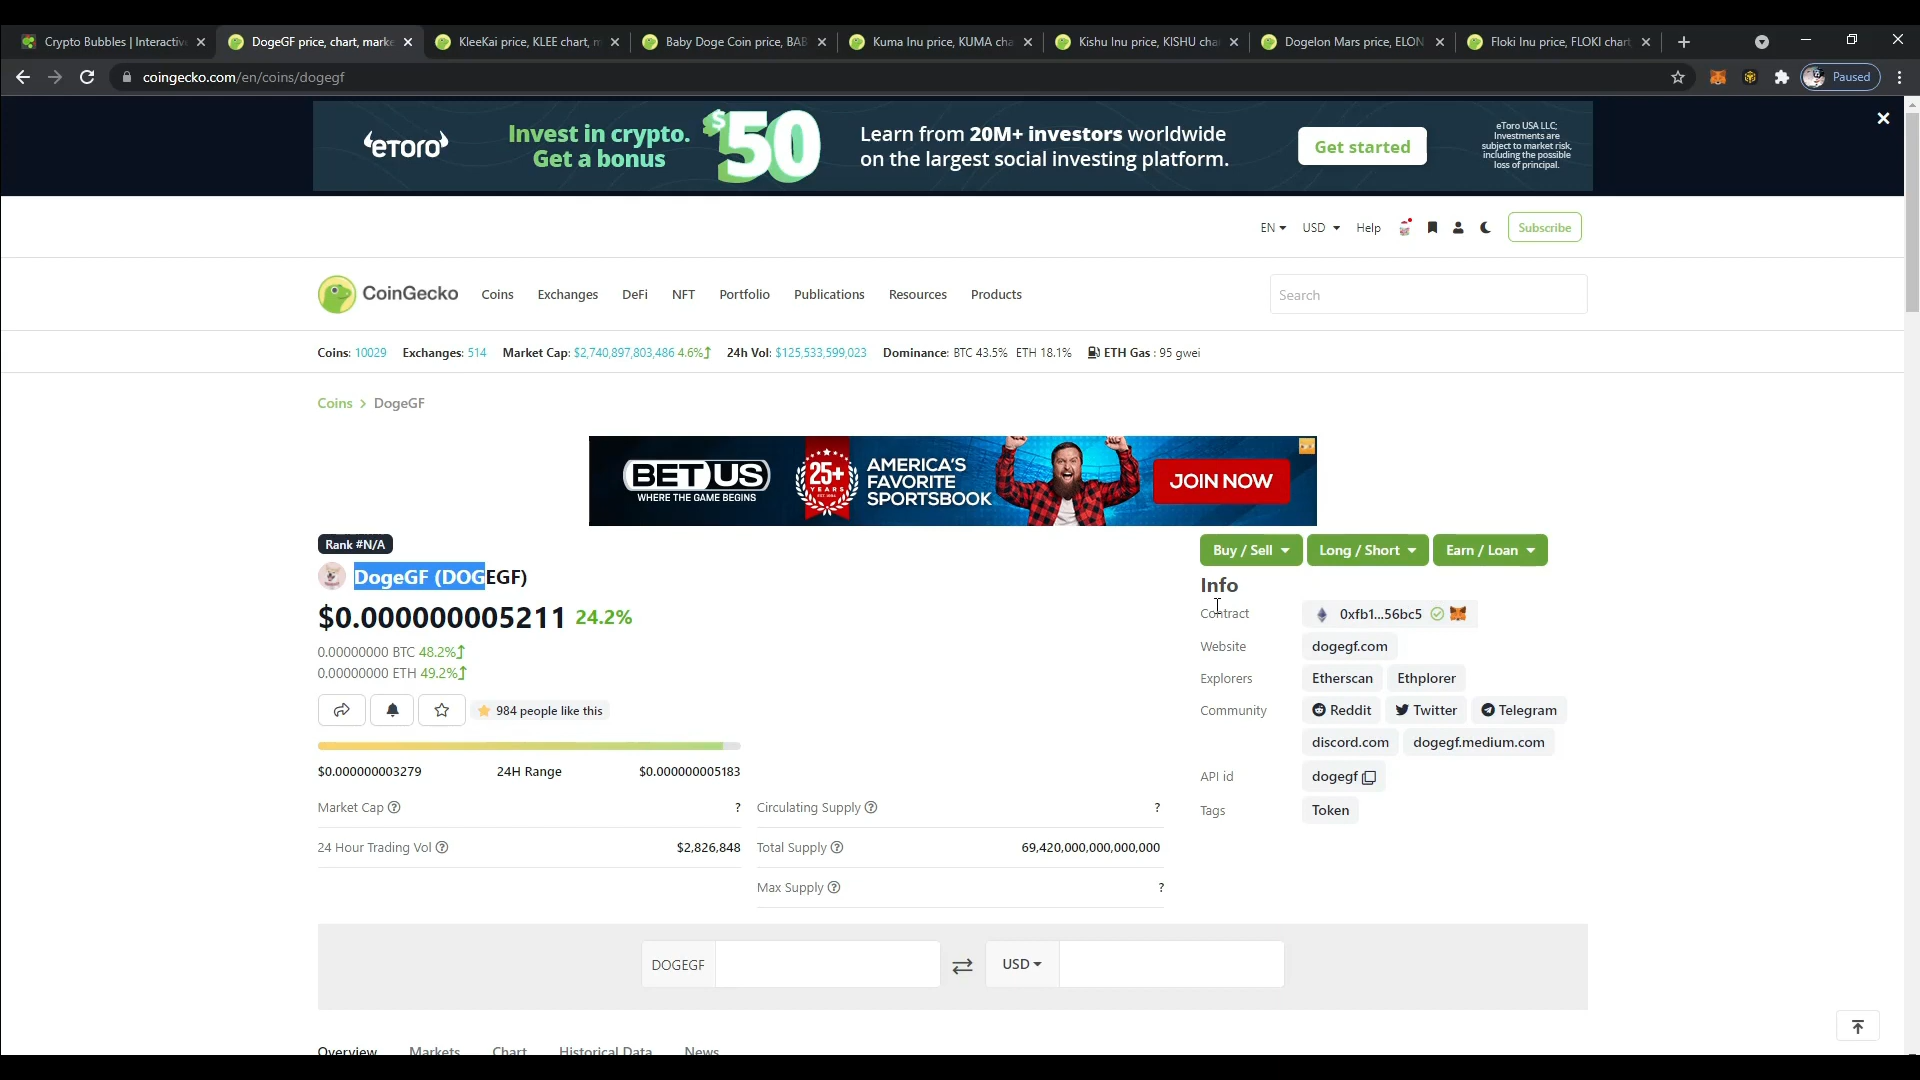 Crypto Bubbles | Interactiv
DogeGF price, chart, marke
KleeKai price, KLEE chart, m
Baby Doge Coin price, BAB
Kuma Inu price, KUMA cha
Kishu Inu price, KISHU cha
Dogelon Mars price, ELON
Floki Inu price, FLOKI chart
coingecko.com/en/coins/dogegf
Paused
eToro
Invest in crypto.
Get a bonus
$50
Learn from 20M+ investors worldwide
on the largest social investing platform.
Get started
eToro USA LLC;
Investments are
subject to market risk,
including the possible
loss of principal.
EN
USD
Help
Subscribe
CoinGecko
Coins
Exchanges
DeFi
NFT
Portfolio
Publications
Resources
Products
Search
Coins: 10029
Exchanges: 514
Market Cap: $2,740,897,803,486 4.6%
24h Vol: $125,533,599,023
Dominance: BTC 43.5% ETH 18.1%
ETH Gas : 95 gwei
Coins > DogeGF
BETUS
WHERE THE GAME BEGINS
25+
YEARS
AMERICA'S
FAVORITE
SPORTSBOOK
JOIN NOW
Rank #N/A
DogeGF (DOGEGF)
$0.000000005211 24.2%
0.00000000 BTC 48.2%
0.00000000 ETH 49.2%
984 people like this
$0.000000003279
24H Range
$0.000000005183
Market Cap ?
?
24 Hour Trading Vol ?
$2,826,848
Circulating Supply ?
?
Total Supply ?
69,420,000,000,000,000
Max Supply ?
?
Buy / Sell
Long / Short
Earn / Loan
Info
Contract
0xfb1...56bc5
Website
dogegf.com
Explorers
Etherscan
Ethplorer
Community
Reddit
Twitter
Telegram
discord.com
dogegf.medium.com
API id
dogegf
Tags
Token
DOGEGF
USD
Overview
Markets
Chart
Historical Data
News